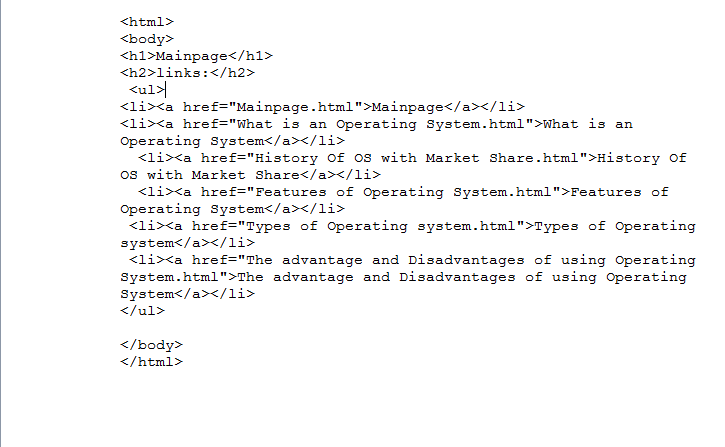 <html>
<body>
<h1>Mainpage</h1>
<h2>links:</h2>
<ul>
<li><a href="Mainpage.html">Mainpage</a></li>
<li><a href="What is an Operating System.html">What is an
Operating System</a></li>
<li><a href="History Of OS with Market Share.html">History Of
OS with Market Share</a></li>
<li><a href="Features of Operating System.html">Features of
Operating System</a></li>
<li><a href="Types of Operating system.html">Types of Operating
system</a></li>
<li><a href="The advantage and Disadvantages of using Operating
System.html">The advantage and Disadvantages of using Operating
System</a></li>
</ul>
</body>
</html>